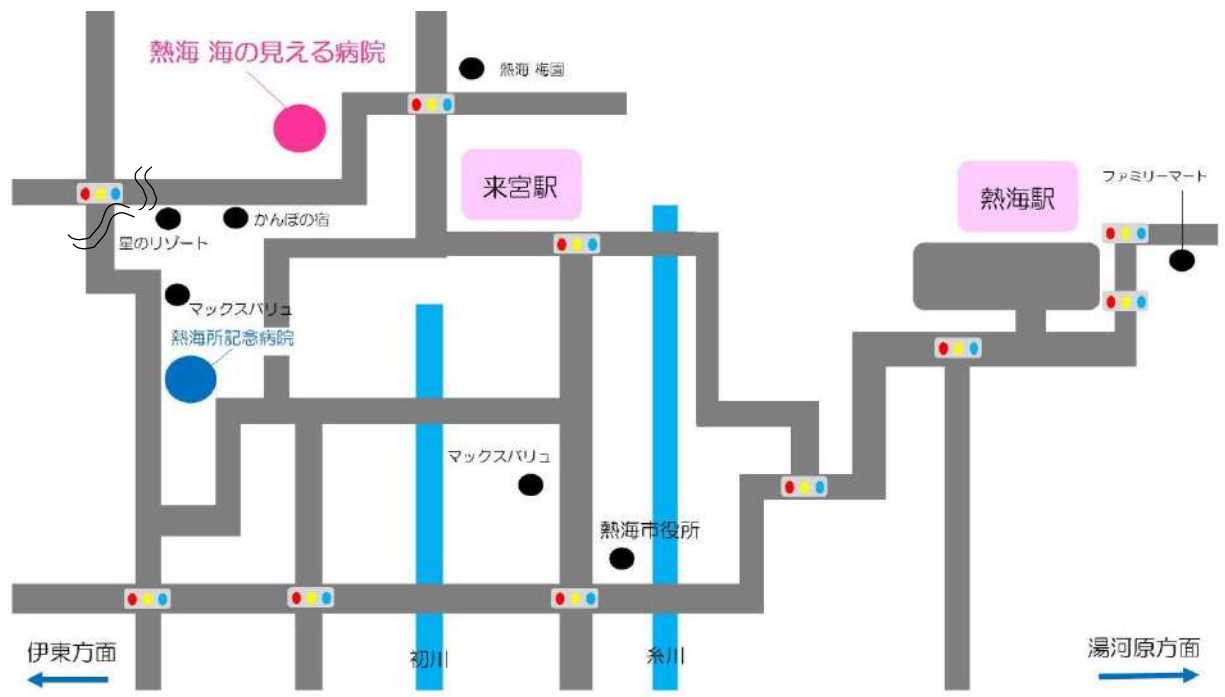 熱海 海の見える病院
熱海 梅園
来宮駅
熱海駅
ファミリーマート
かんぽの宿
星のリゾート
マックスバリュ
熱海所記念病院
マックスバリュ
熱海市役所
伊東方面
初川
糸川
湯河原方面